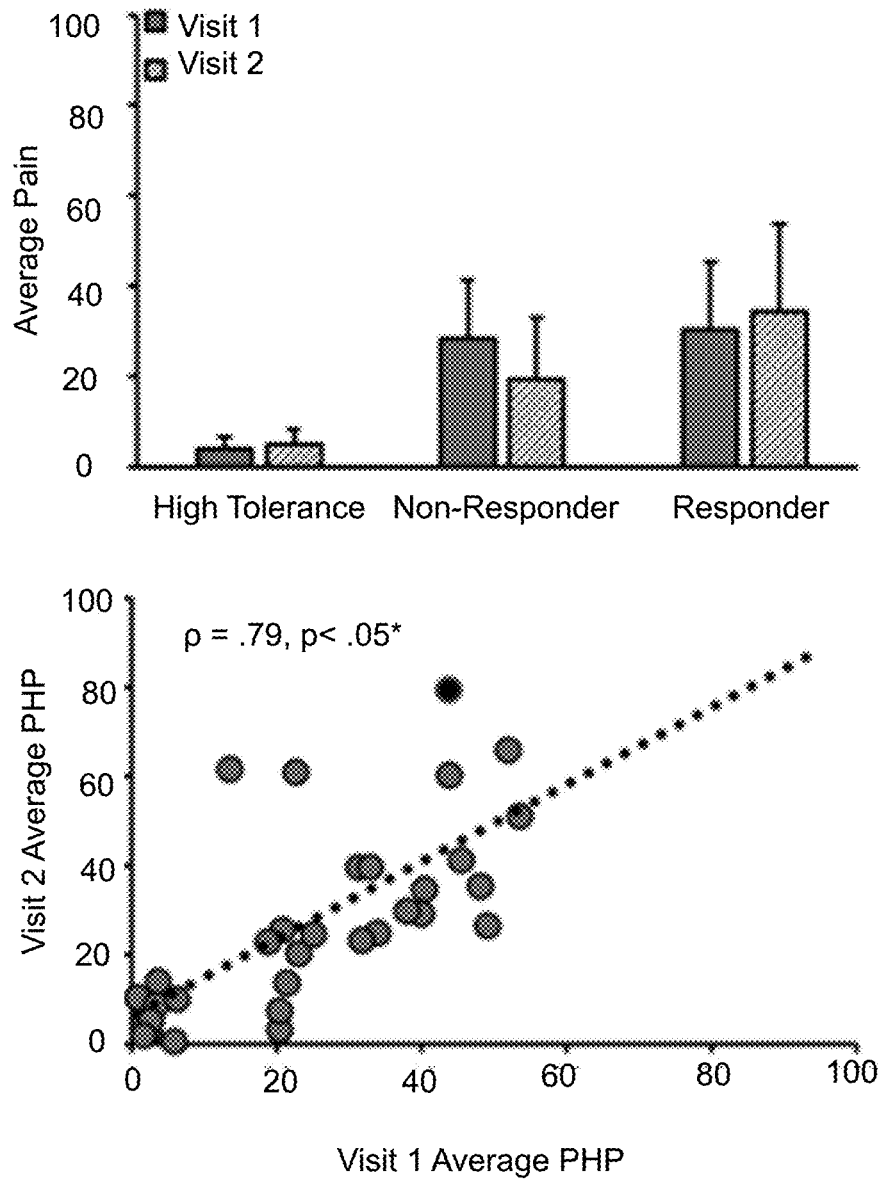 100
Visit 1
Visit 2
80
60
40
20
0
Average Pain
High Tolerance Non-Responder Responder
100
ρ = .79, p< .05*
80
60
40
20
0
Visit 2 Average PHP
0 20 40 60 80 100
Visit 1 Average PHP